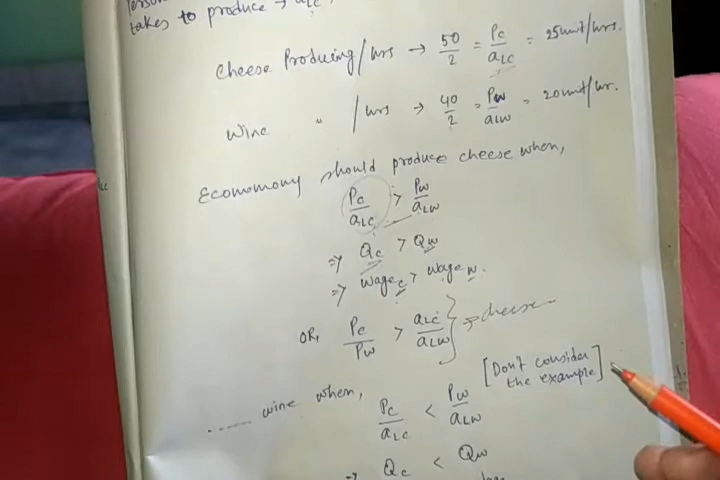 takes to produce → aLC.
Cheese Producing/hrs → 50/2 = Pc/aLC = 25unit/hrs.
Wine " /hrs → 40/2 = Pw/aLW = 20unit/hr.
Econommy should produce cheese when,
Pc/aLC > Pw/aLW
⇒ Qc > Qw
⇒ wagec > wagew.
OR, Pc/Pw > aLC/aLW } → cheese
[Don't consider
the example]
...... wine when,
Pc/aLC < Pw/aLW
⇒ Qc < Qw